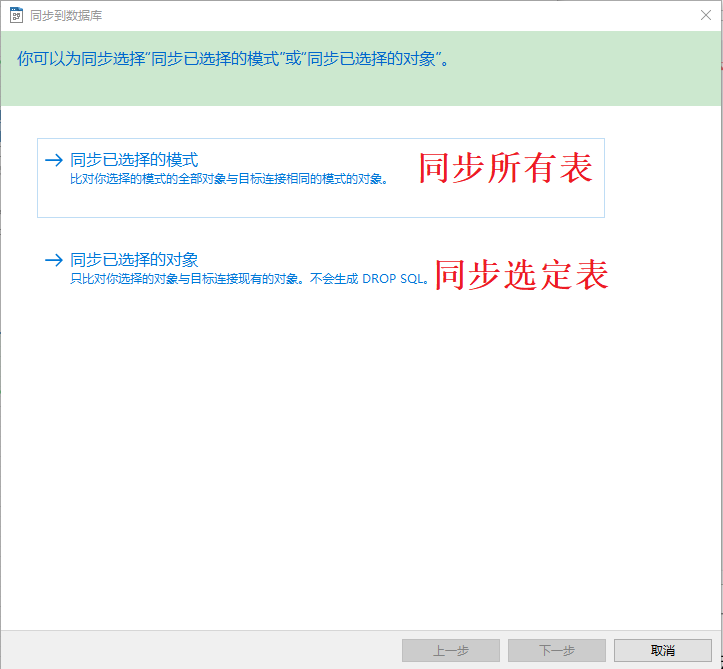 同步到数据库
你可以为同步选择“同步已选择的模式”或“同步已选择的对象”。
同步已选择的模式
比对你选择的模式的全部对象与目标连接相同的模式的对象。
同步所有表
同步已选择的对象
只比对你选择的对象与目标连接现有的对象。不会生成 DROP SQL。
同步选定表
上一步
下一步
取消